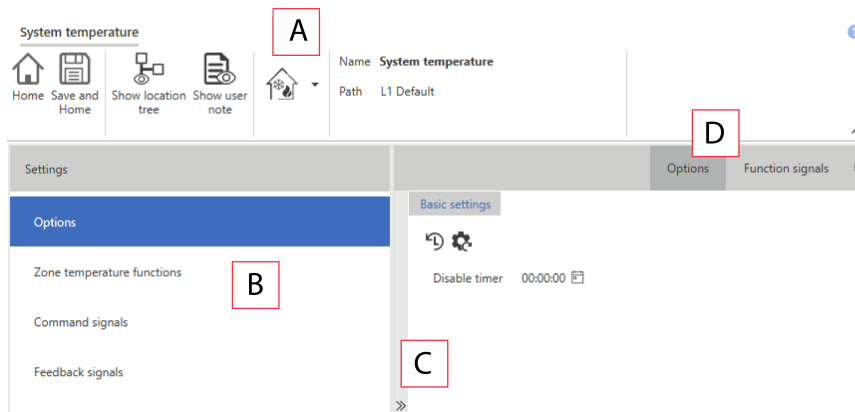 System temperature
A
Home
Save and
Home
Show location
tree
Show user
note
Name System temperature
Path L1 Default
D
Settings
Options Function signals
Options
Zone temperature functions
Command signals
Feedback signals
B
Basic settings
Disable timer 00:00:00
C